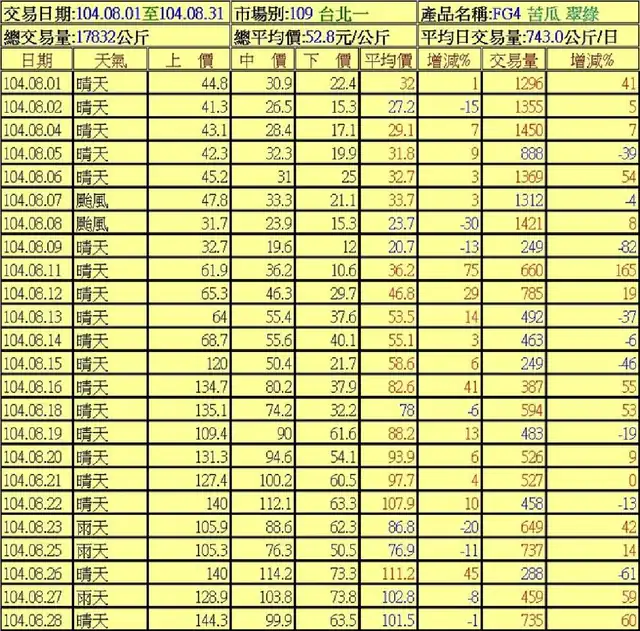 交易日期:104.08.01至104.08.31 市場別:109 台北一 產品名稱:FG4 苦瓜 翠綠
總交易量:17832公斤 總平均價:52.8元/公斤 平均日交易量:743.0公斤/日
日期 天氣 上 價 中 價 下 價 平均價 增減% 交易量 增減%
104.08.01 晴天 44.8 30.9 22.4 32 1 1296 41
104.08.02 晴天 41.3 26.5 15.3 27.2 -15 1355 5
104.08.04 晴天 43.1 28.4 17.1 29.1 7 1450 7
104.08.05 晴天 42.3 32.3 19.9 31.8 9 888 -39
104.08.06 晴天 45.2 31 25 32.7 3 1369 54
104.08.07 颱風 47.8 33.3 21.1 33.7 3 1312 -4
104.08.08 颱風 31.7 23.9 15.3 23.7 -30 1421 8
104.08.09 晴天 32.7 19.6 12 20.7 -13 249 -82
104.08.11 晴天 61.9 36.2 10.6 36.2 75 660 165
104.08.12 晴天 65.3 46.3 29.7 46.8 29 785 19
104.08.13 晴天 64 55.4 37.6 53.5 14 492 -37
104.08.14 晴天 68.7 55.6 40.1 55.1 3 463 -6
104.08.15 晴天 120 50.4 21.7 58.6 6 249 -46
104.08.16 晴天 134.7 80.2 37.9 82.6 41 387 55
104.08.18 晴天 135.1 74.2 32.2 78 -6 594 53
104.08.19 晴天 109.4 90 61.6 88.2 13 483 -19
104.08.20 晴天 131.3 94.6 54.1 93.9 6 526 9
104.08.21 晴天 127.4 100.2 60.5 97.7 4 527 0
104.08.22 晴天 140 112.1 63.3 107.9 10 458 -13
104.08.23 雨天 105.9 88.6 62.3 86.8 -20 649 42
104.08.25 雨天 105.3 76.3 50.5 76.9 -11 737 14
104.08.26 晴天 140 114.2 73.3 111.2 45 288 -61
104.08.27 雨天 128.9 103.8 73.8 102.8 -8 459 59
104.08.28 晴天 144.3 99.9 63.5 101.5 -1 735 60